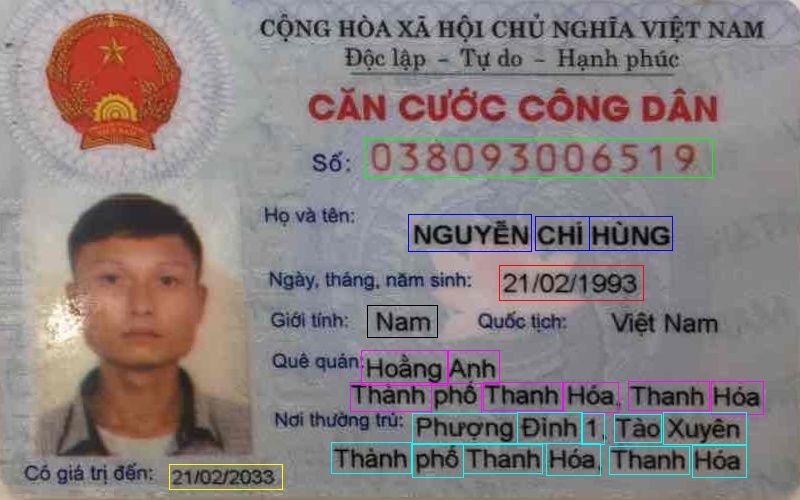 CỘNG HÒA XÃ HỘI CHỦ NGHĨA VIỆT NAM
Độc lập – Tự do – Hạnh phúc
CĂN CƯỚC CÔNG DÂN
Số: 038093006519
Họ và tên: NGUYỄN CHÍ HÙNG
Ngày, tháng, năm sinh: 21/02/1993
Giới tính: Nam Quốc tịch: Việt Nam
Quê quán: Hoằng Anh
Thành phố Thanh Hóa, Thanh Hóa
Nơi thường trú: Phượng Đình 1, Tào Xuyên
Thành phố Thanh Hóa, Thanh Hóa
Có giá trị đến: 21/02/2033